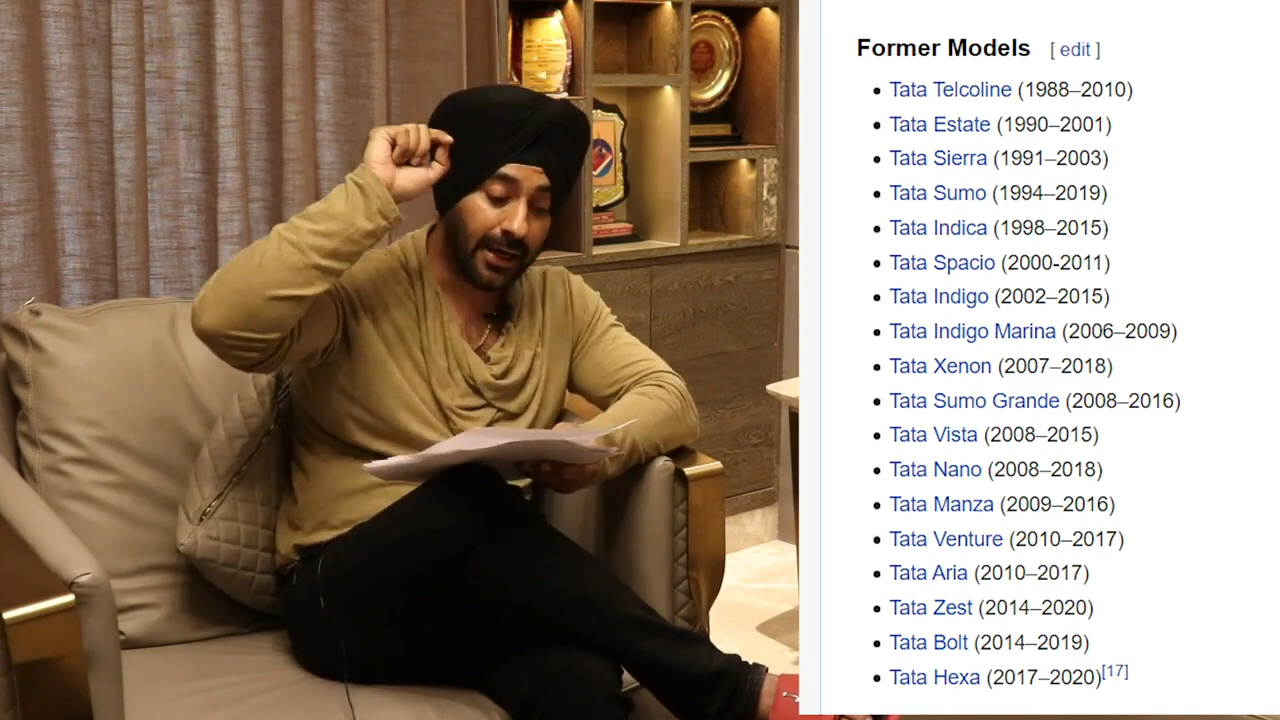 Former Models [ edit ]
Tata Telcoline (1988–2010)
Tata Estate (1990–2001)
Tata Sierra (1991–2003)
Tata Sumo (1994–2019)
Tata Indica (1998–2015)
Tata Spacio (2000-2011)
Tata Indigo (2002–2015)
Tata Indigo Marina (2006–2009)
Tata Xenon (2007–2018)
Tata Sumo Grande (2008–2016)
Tata Vista (2008–2015)
Tata Nano (2008–2018)
Tata Manza (2009–2016)
Tata Venture (2010–2017)
Tata Aria (2010–2017)
Tata Zest (2014–2020)
Tata Bolt (2014–2019)
Tata Hexa (2017–2020)[17]